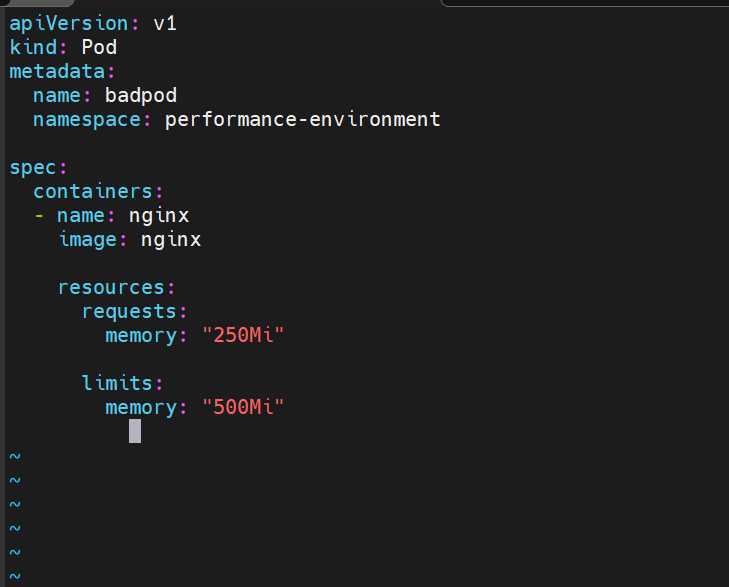 apiVersion: v1
kind: Pod
metadata:
  name: badpod
  namespace: performance-environment

spec:
  containers:
  - name: nginx
    image: nginx

    resources:
      requests:
        memory: "250Mi"

      limits:
        memory: "500Mi"

~
~
~
~
~
~